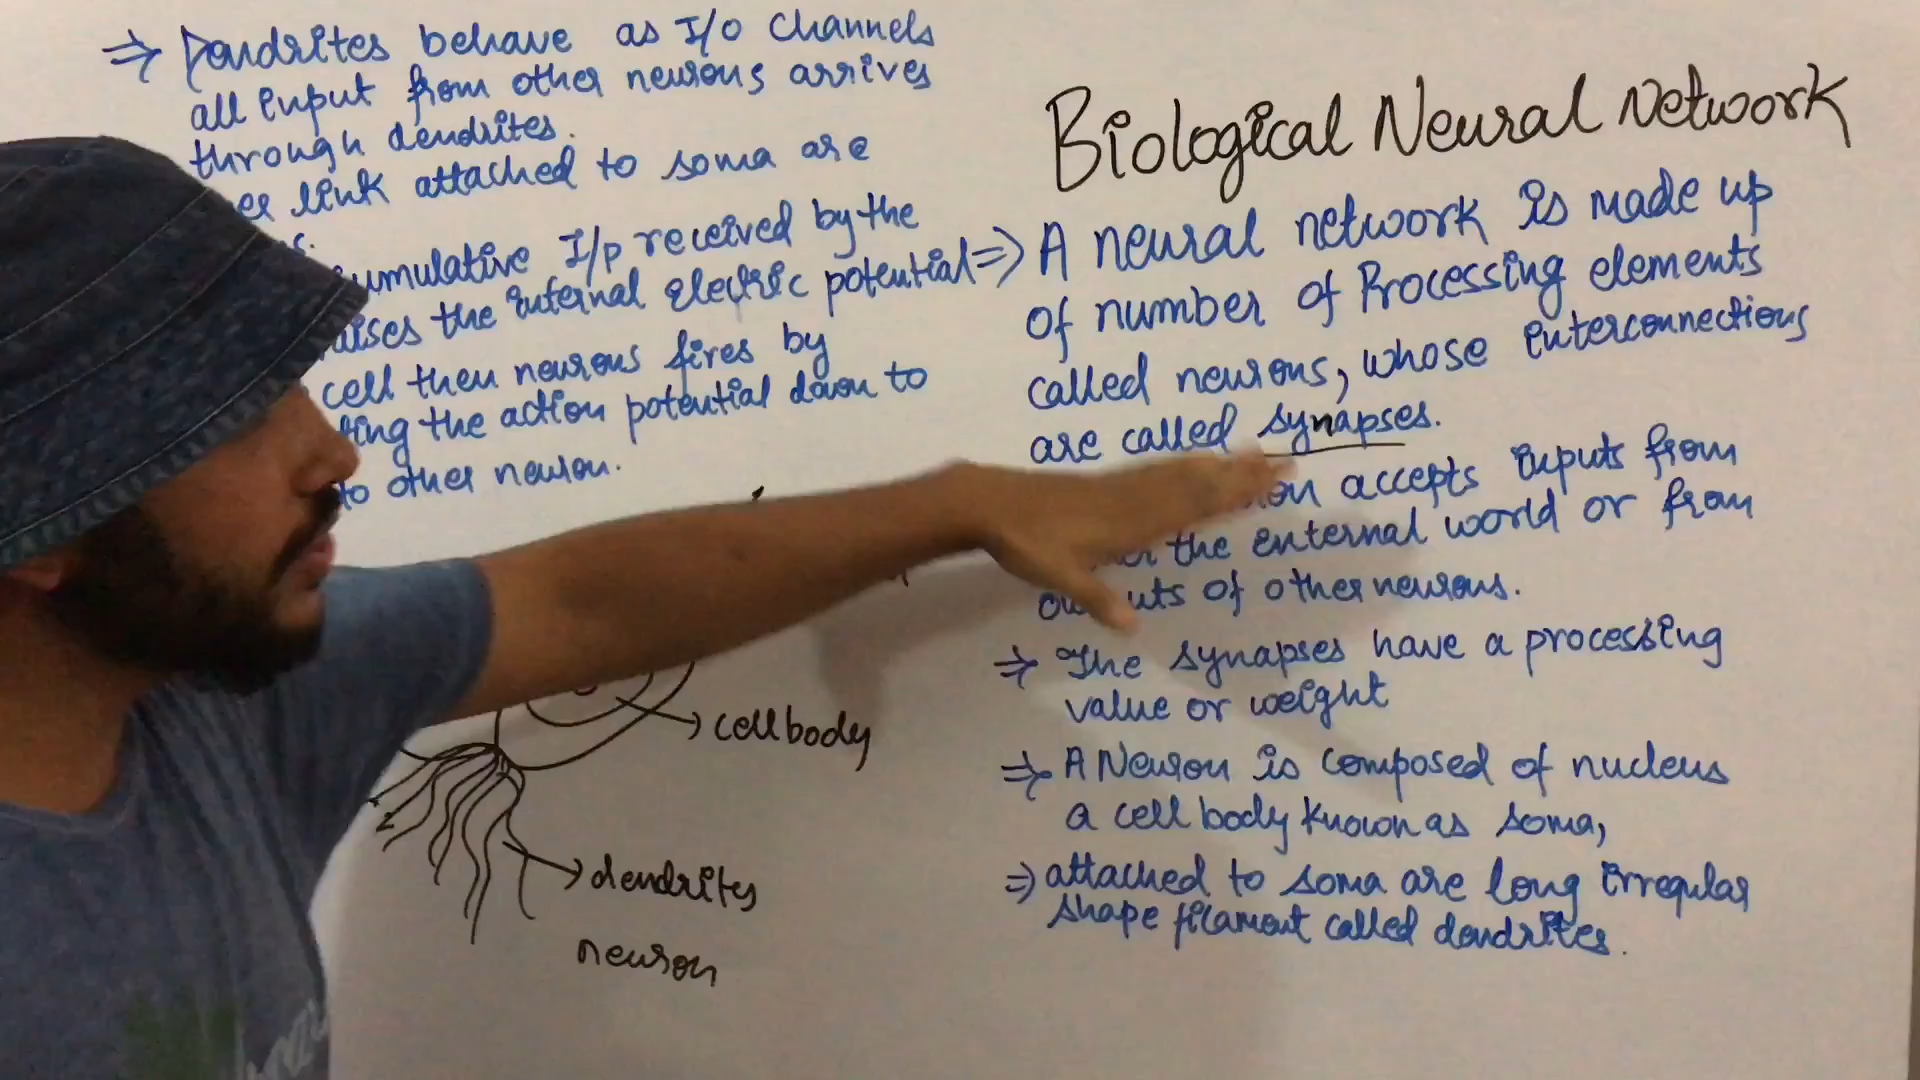 ⇒ Dendrites behave as I/o Channels
all input from other neurons arrives
through dendrites.
link attached to soma are
cumulative I/p received by the
raises the internal electric potential
cell then neurons fires by
the action potential down to
to other neuron.
cellbody
dendrites
neuron
Biological Neural Network
⇒ A neural network is made up
of number of Processing elements
called neurons, whose interconnections
are called synapses.
accepts inputs from
the external world or from
of other neurons.
⇒ The synapses have a processing
value or weight
⇒ A Neuron is composed of nucleus
a cell body known as soma,
⇒ attached to soma are long irregular
shape filament called dendrites.